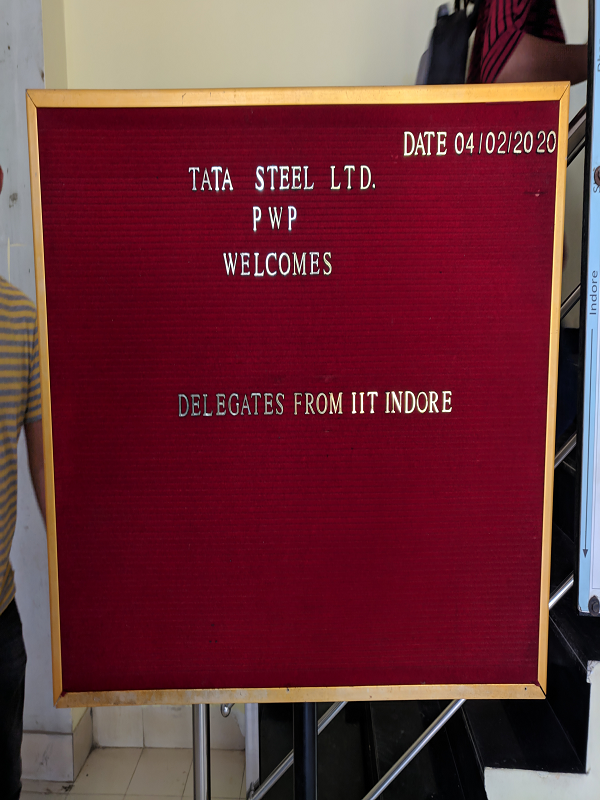 DATE 04/02/2020
TATA STEEL LTD.
PWP
WELCOMES
DELEGATES FROM IIT INDORE
Indore